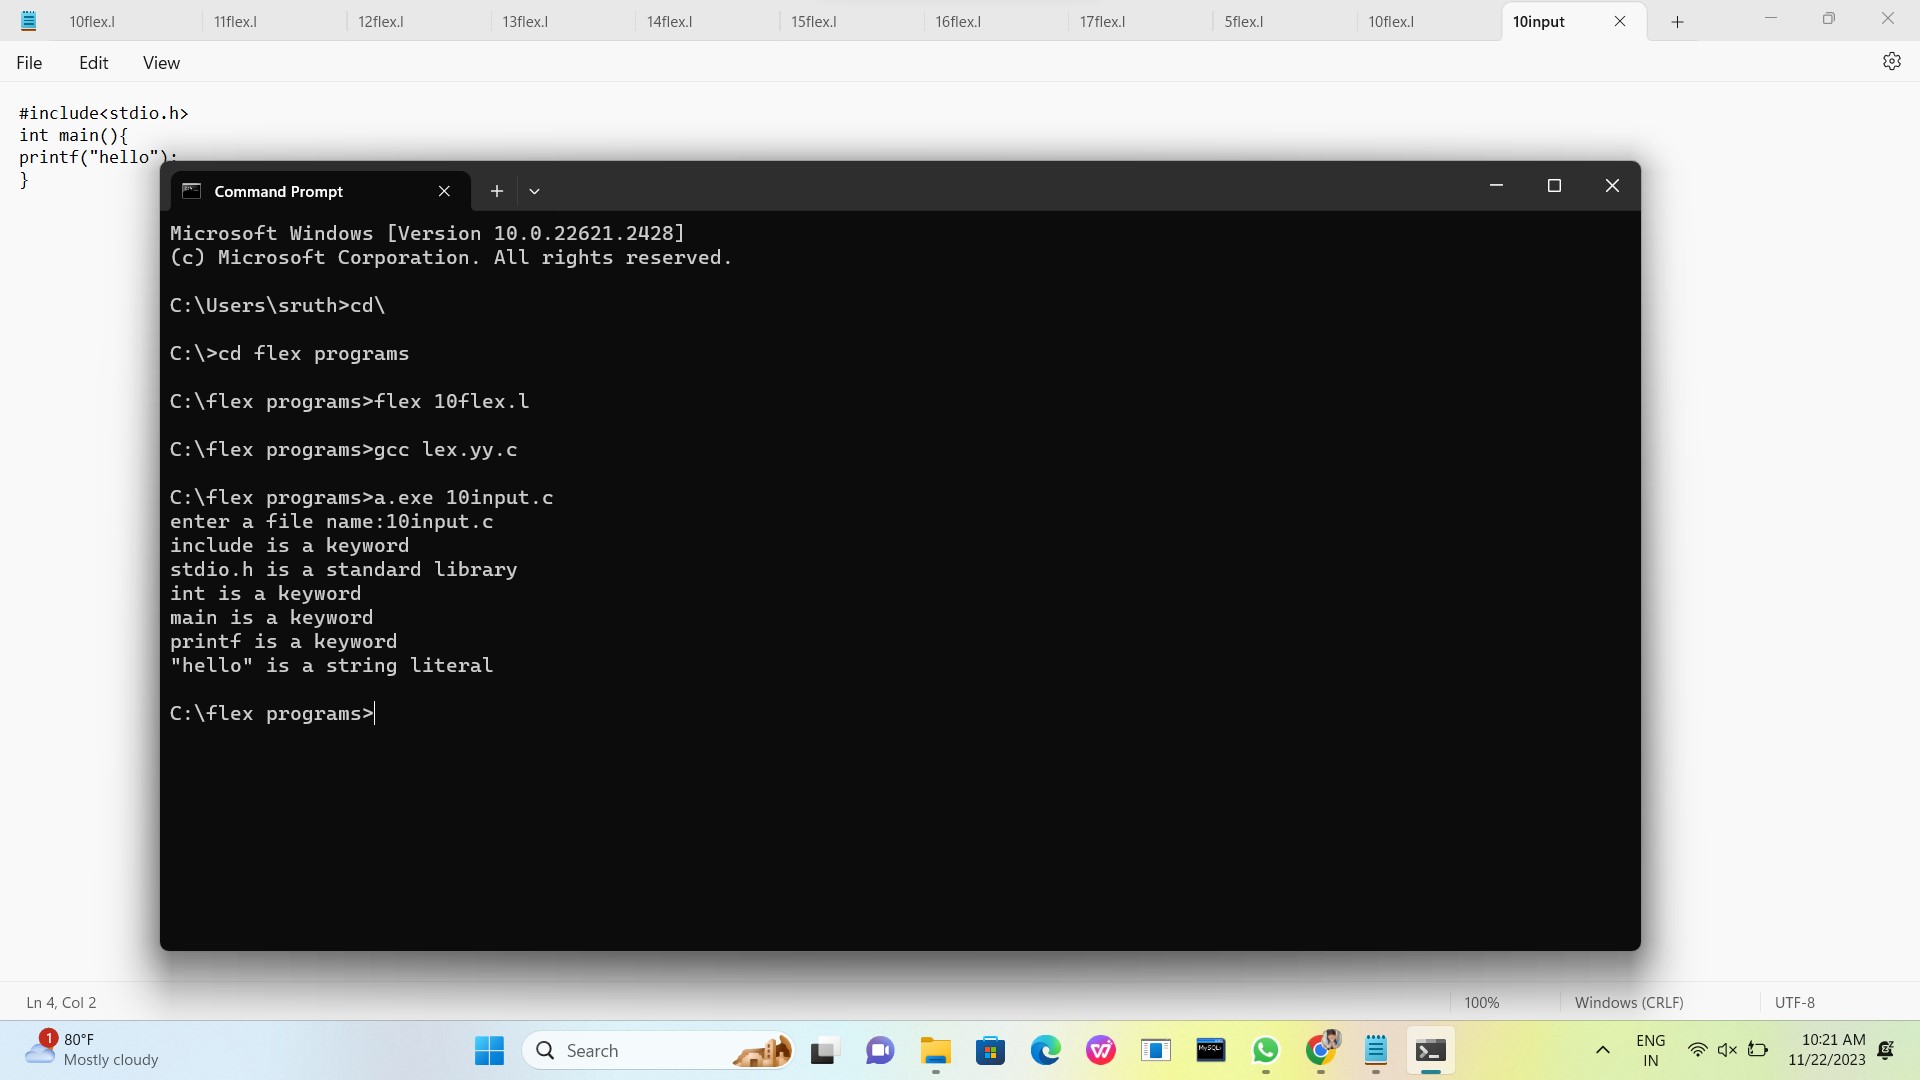 10flex.l 11flex.l 12flex.l 13flex.l 14flex.l 15flex.l 16flex.l 17flex.l 5flex.l 10flex.l 10input
File Edit View
#include<stdio.h>
int main(){
printf("hello");
}
Command Prompt
Microsoft Windows [Version 10.0.22621.2428]
(c) Microsoft Corporation. All rights reserved.
C:\Users\sruth>cd\
C:\>cd flex programs
C:\flex programs>flex 10flex.l
C:\flex programs>gcc lex.yy.c
C:\flex programs>a.exe 10input.c
enter a file name:10input.c
include is a keyword
stdio.h is a standard library
int is a keyword
main is a keyword
printf is a keyword
"hello" is a string literal
C:\flex programs>
Ln 4, Col 2 100% Windows (CRLF) UTF-8
1 80°F
Mostly cloudy
Search
MySQL
ENG
IN
10:21 AM
11/22/2023